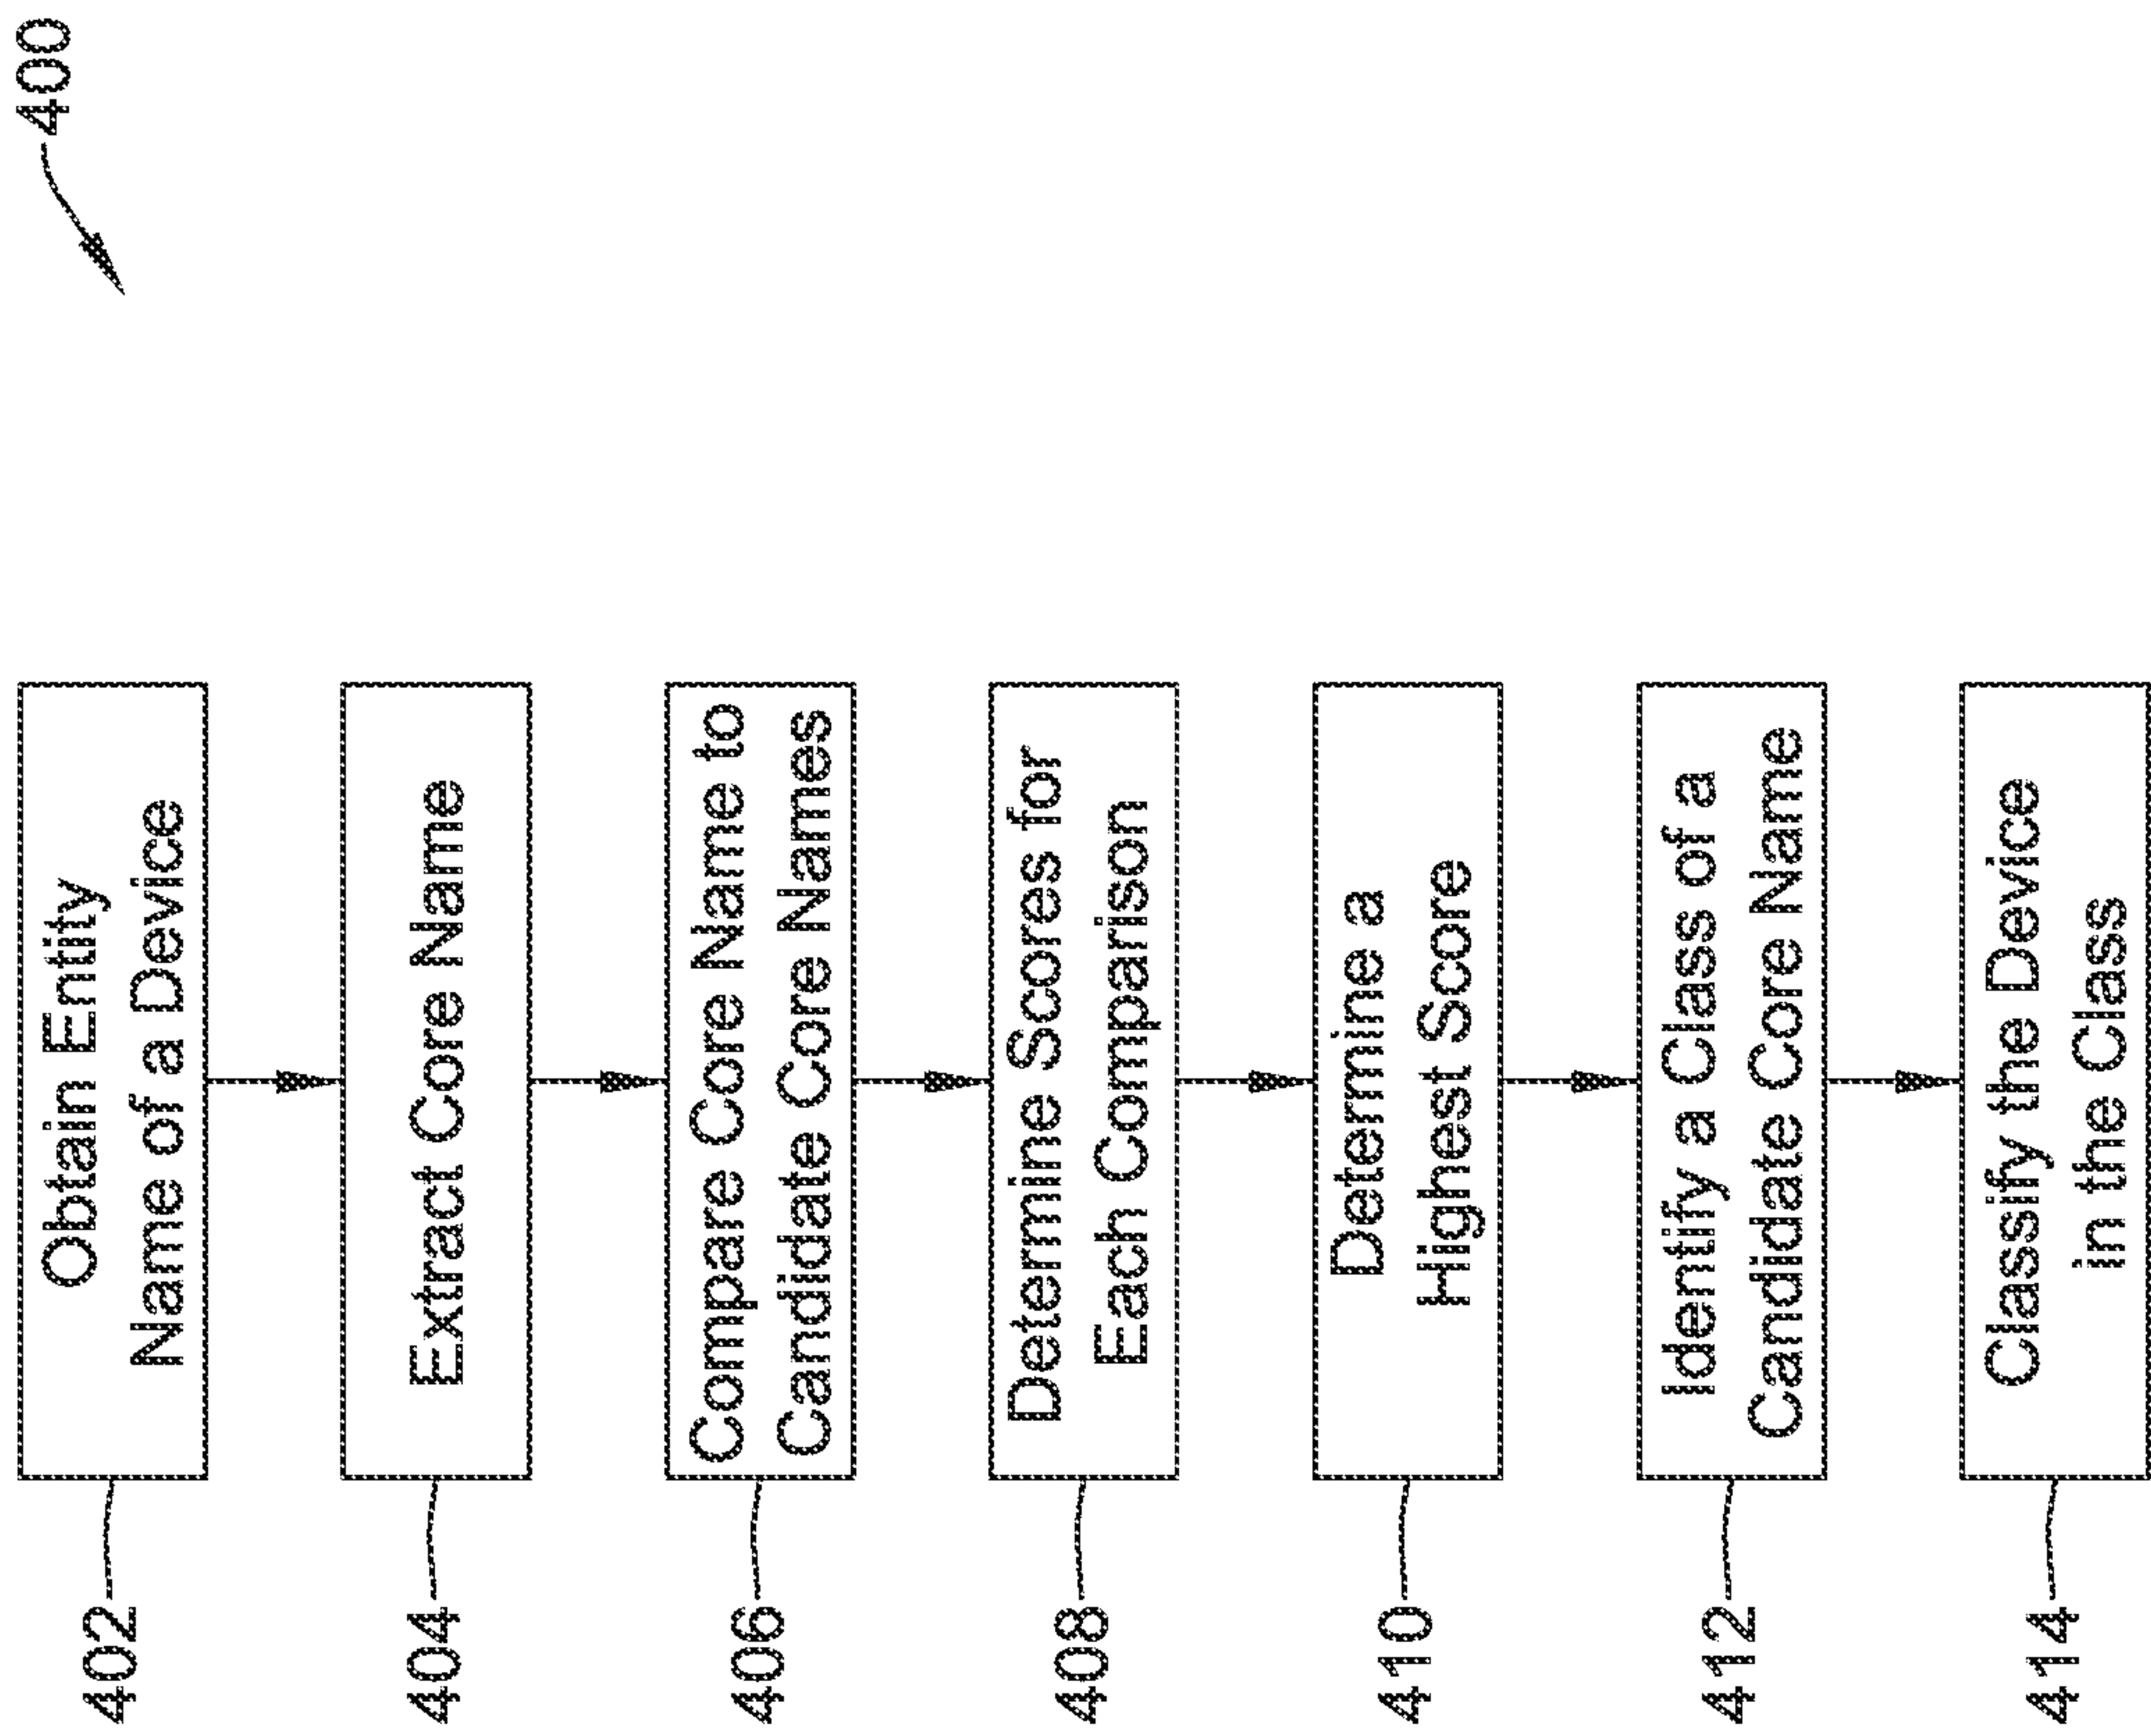 400
402
Obtain Entity
Name of a Device
404
Extract Core Name
406
Compare Core Name to
Candidate Core Names
408
Determine Scores for
Each Comparison
410
Determine a
Highest Score
412
Identify a Class of a
Candidate Core Name
414
Classify the Device
in the Class